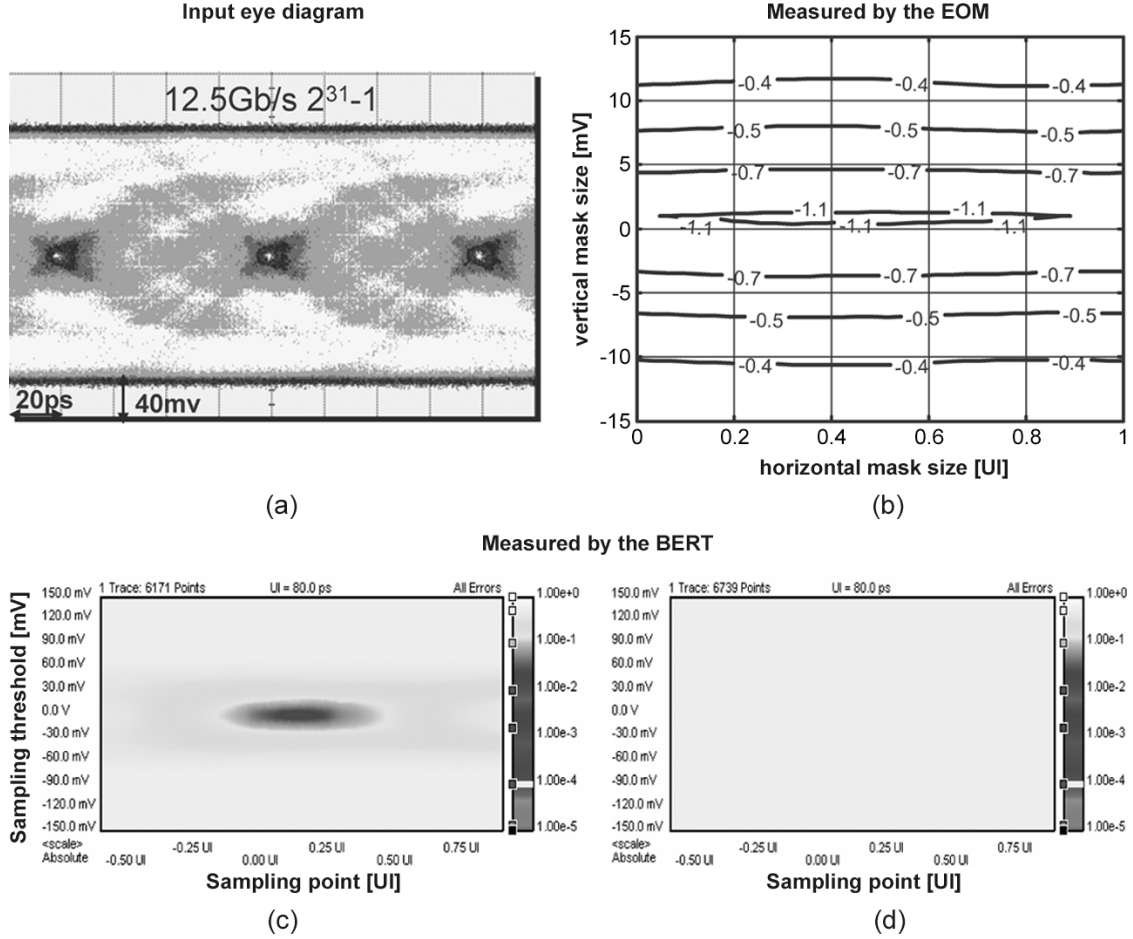 Input eye diagram
12.5Gb/s 2³¹-1
20ps
40mv
(a)
Measured by the EOM
vertical mask size [mV]
15
10
5
0
-5
-10
-15
-0.4 -0.4 -0.4
-0.5 -0.5 -0.5
-0.7 -0.7 -0.7
-1.1 -1.1
-1.1 -1.1 -1.1
-0.7 -0.7 -0.7
-0.5 -0.5 -0.5
-0.4 -0.4 -0.4
0 0.2 0.4 0.6 0.8 1
horizontal mask size [UI]
(b)
Measured by the BERT
Sampling threshold [mV]
1 Trace: 6171 Points UI = 80.0 ps All Errors
150.0 mV
120.0 mV
90.0 mV
60.0 mV
30.0 mV
0.0 V
-30.0 mV
-60.0 mV
-90.0 mV
-120.0 mV
-150.0 mV
<scale>
Absolute
1.00e+0
1.00e-1
1.00e-2
1.00e-3
1.00e-4
1.00e-5
-0.50 UI -0.25 UI 0.00 UI 0.25 UI 0.50 UI 0.75 UI
Sampling point [UI]
(c)
1 Trace: 6739 Points UI = 80.0 ps All Errors
150.0 mV
120.0 mV
90.0 mV
60.0 mV
30.0 mV
0.0 V
-30.0 mV
-60.0 mV
-90.0 mV
-120.0 mV
-150.0 mV
<scale>
Absolute
1.00e+0
1.00e-1
1.00e-2
1.00e-3
1.00e-4
1.00e-5
-0.50 UI -0.25 UI 0.00 UI 0.25 UI 0.50 UI 0.75 UI
Sampling point [UI]
(d)